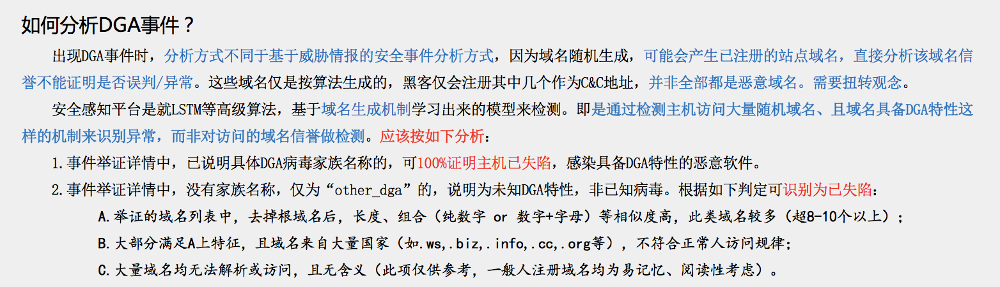 如何分析DGA事件？
出现DGA事件时，分析方式不同于基于威胁情报的安全事件分析方式，因为域名随机生成，可能会产生已注册的站点域名，直接分析该域名信
誉不能证明是否误判/异常。这些域名仅是按算法生成的，黑客仅会注册其中几个作为C&C地址，并非全部都是恶意域名。需要扭转观念。
安全感知平台是就LSTM等高级算法，基于域名生成机制学习出来的模型来检测。即是通过检测主机访问大量随机域名、且域名具备DGA特性这
样的机制来识别异常，而非对访问的域名信誉做检测。应该按如下分析：
1.事件举证详情中，已说明具体DGA病毒家族名称的，可100%证明主机已失陷，感染具备DGA特性的恶意软件。
2.事件举证详情中，没有家族名称，仅为“other_dga”的，说明为未知DGA特性，非已知病毒。根据如下判定可识别为已失陷：
A.举证的域名列表中，去掉根域名后，长度、组合（纯数字 or 数字+字母）等相似度高，此类域名较多（超8-10个以上）；
B.大部分满足A上特征，且域名来自大量国家（如.ws,.biz,.info,.cc,.org等），不符合正常人访问规律；
C.大量域名均无法解析或访问，且无含义（此项仅供参考，一般人注册域名均为易记忆、阅读性考虑）。